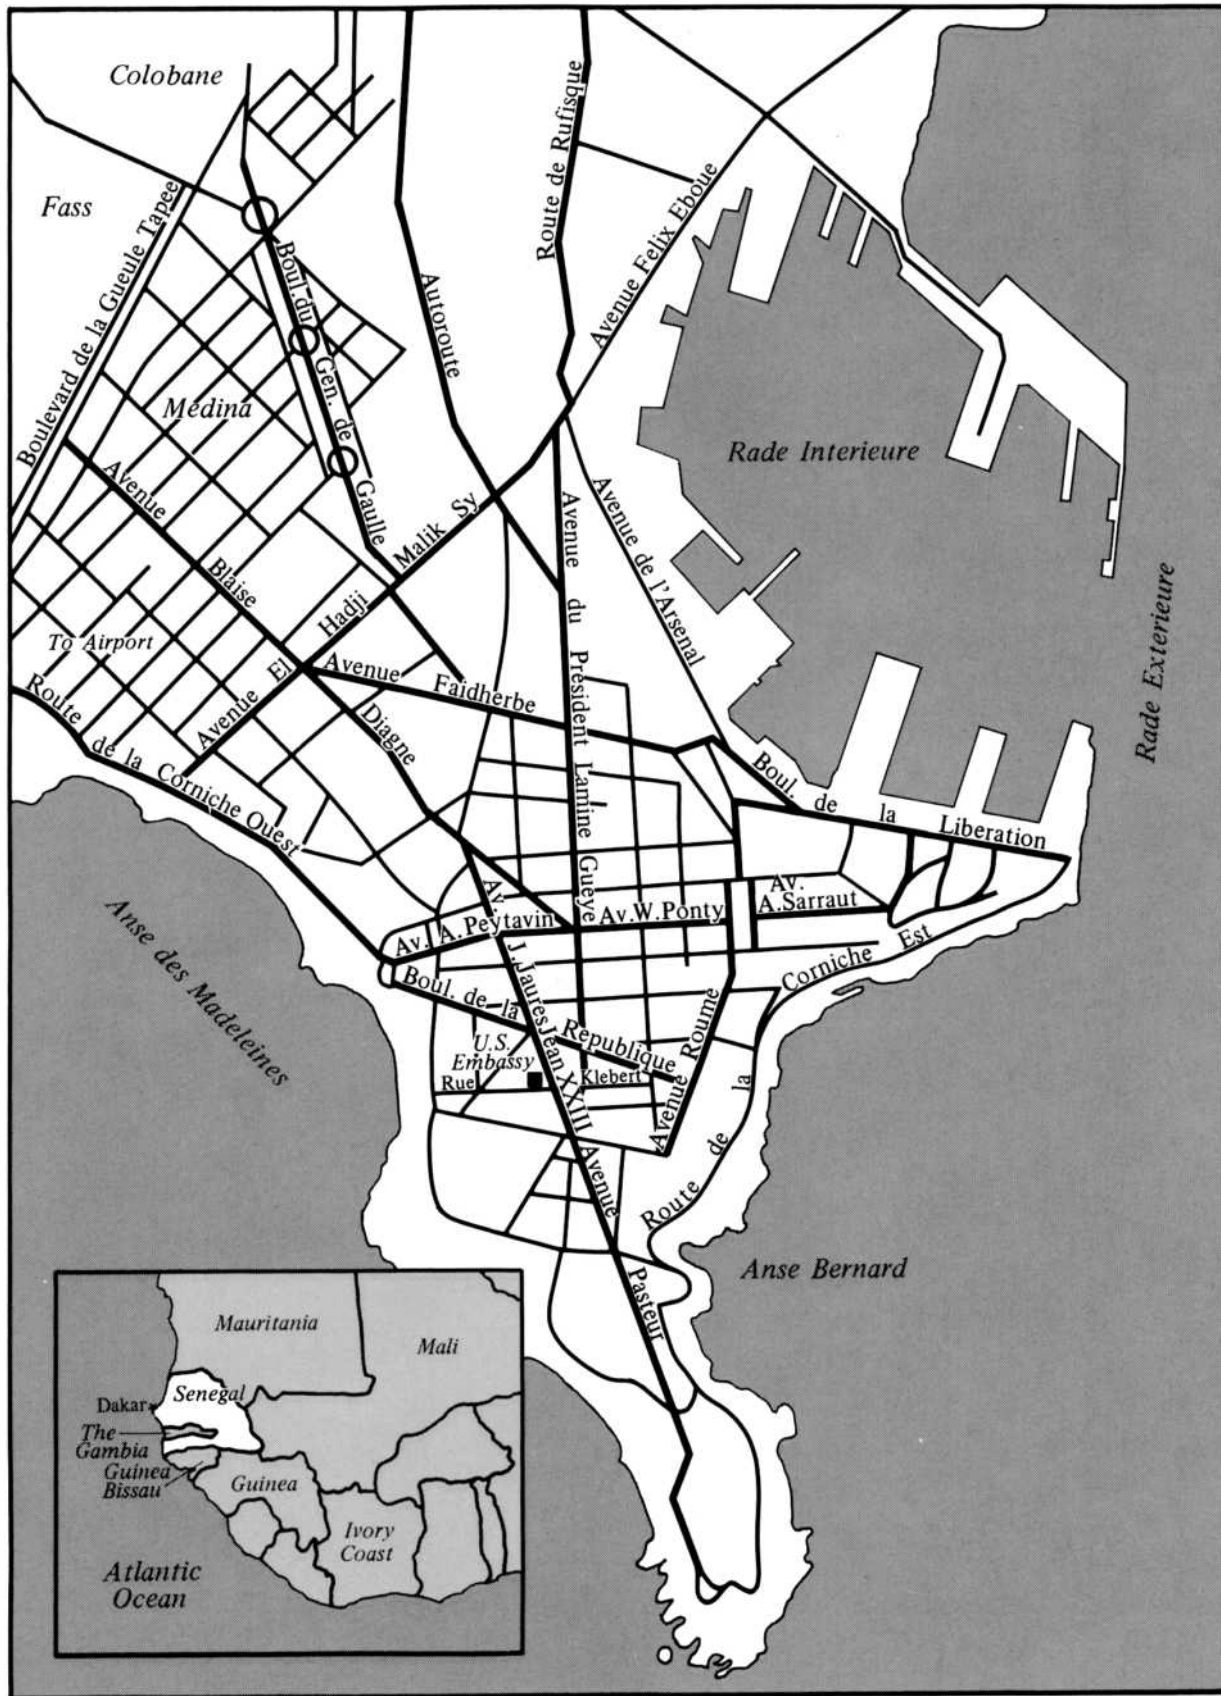 Colobane
Fass
Boulevard de la Gueule Tapee
Boul. du Gen. de Gaulle
Autoroute
Route de Rufisque
Avenue Felix Eboue
Médina
Rade Interieure
Avenue Blaise Diagne
Avenue El Hadji Malik Sy
Avenue du President Lamine Gueye
Avenue de l'Arsenal
Rade Exterieure
To Airport
Avenue Faidherbe
Route de la Corniche Ouest
Boul. de la Liberation
Av. A. Sarraut
Av. W. Ponty
Av. A. Peytavin
Av. J. Jaures
Anse des Madeleines
Boul. de la Republique
U.S.
Embassy
Rue Klebert
Jean XXIII
Avenue Roume
Route de la Corniche Est
Avenue Pasteur
Anse Bernard
Mauritania
Mali
Senegal
Dakar
The
Gambia
Guinea
Bissau
Guinea
Ivory
Coast
Atlantic
Ocean